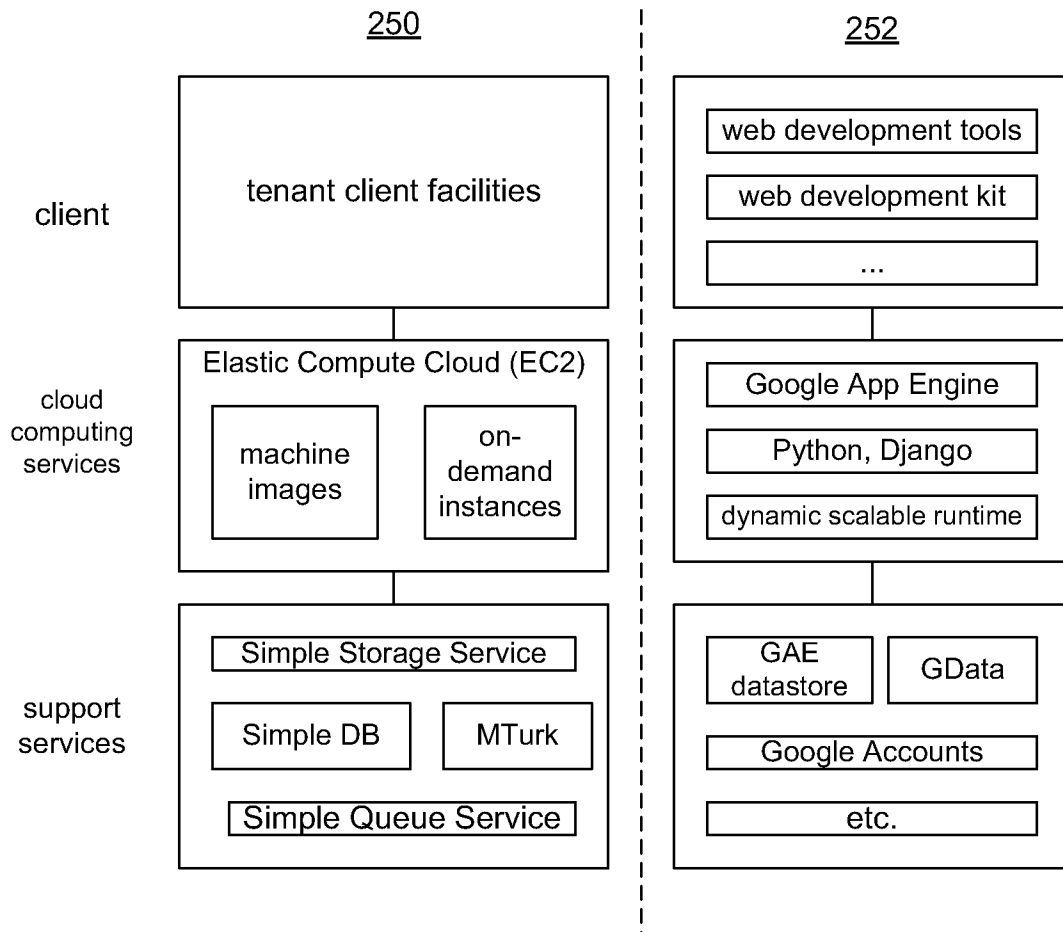 250
252
client
tenant client facilities
web development tools
web development kit
...
cloud
computing
services
Elastic Compute Cloud (EC2)
machine
images
on-
demand
instances
Google App Engine
Python, Django
dynamic scalable runtime
support
services
Simple Storage Service
Simple DB
MTurk
Simple Queue Service
GAE
datastore
GData
Google Accounts
etc.